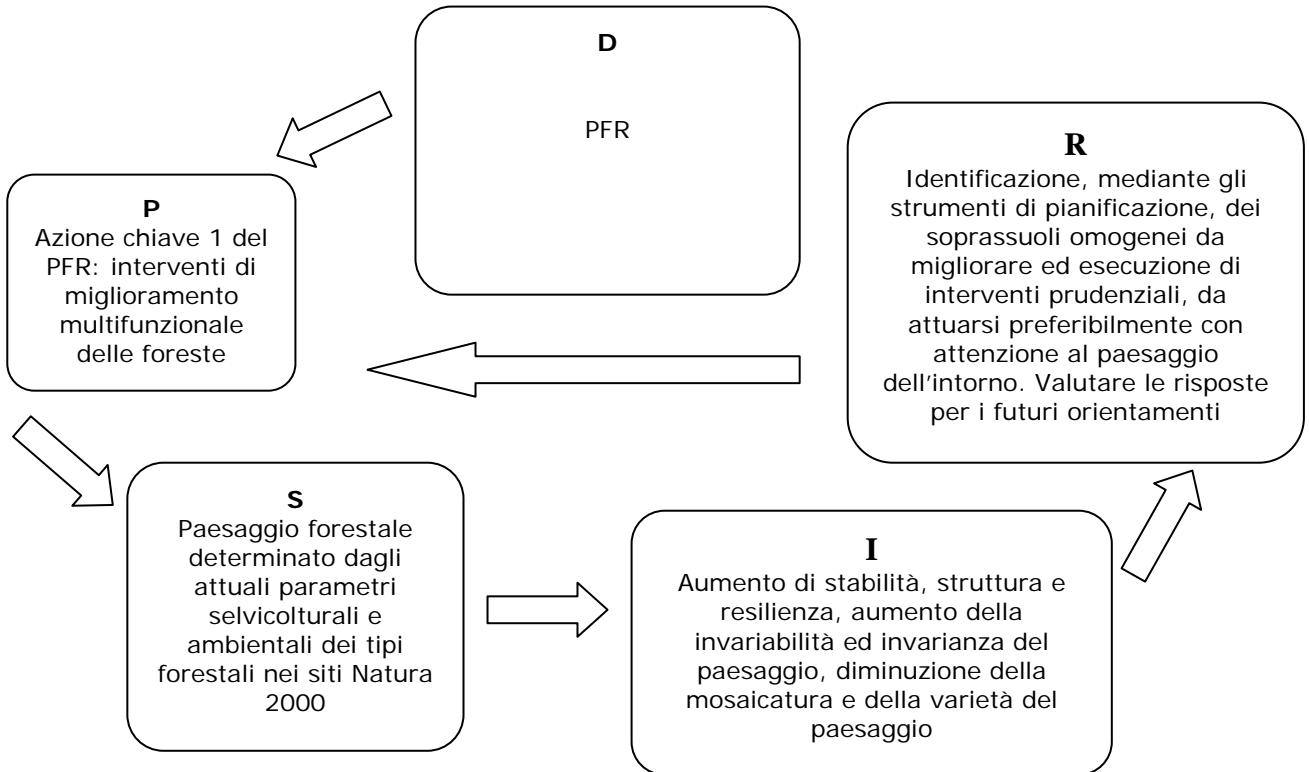 D
PFR
P
Azione chiave 1 del
PFR: interventi di
miglioramento
multifunzionale
delle foreste
S
Paesaggio forestale
determinato dagli
attuali parametri
selvicolturali e
ambientali dei tipi
forestali nei siti Natura
2000
I
Aumento di stabilità, struttura e
resilienza, aumento della
invariabilità ed invarianza del
paesaggio, diminuzione della
mosaicatura e della varietà del
paesaggio
R
Identificazione, mediante gli
strumenti di pianificazione, dei
soprassuoli omogenei da
migliorare ed esecuzione di
interventi prudenziali, da
attuarsi preferibilmente con
attenzione al paesaggio
dell'intorno. Valutare le risposte
per i futuri orientamenti